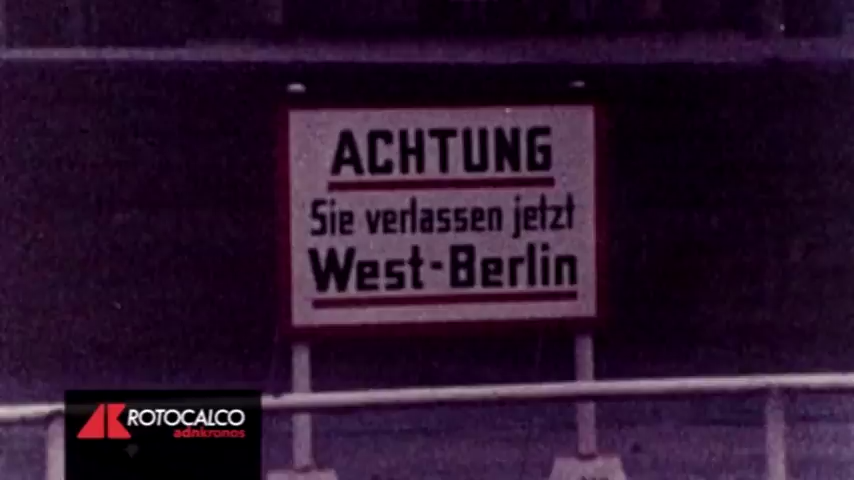 ACHTUNG
Sie verlassen jetzt
West-Berlin
ROTOCALCO
adnkronos